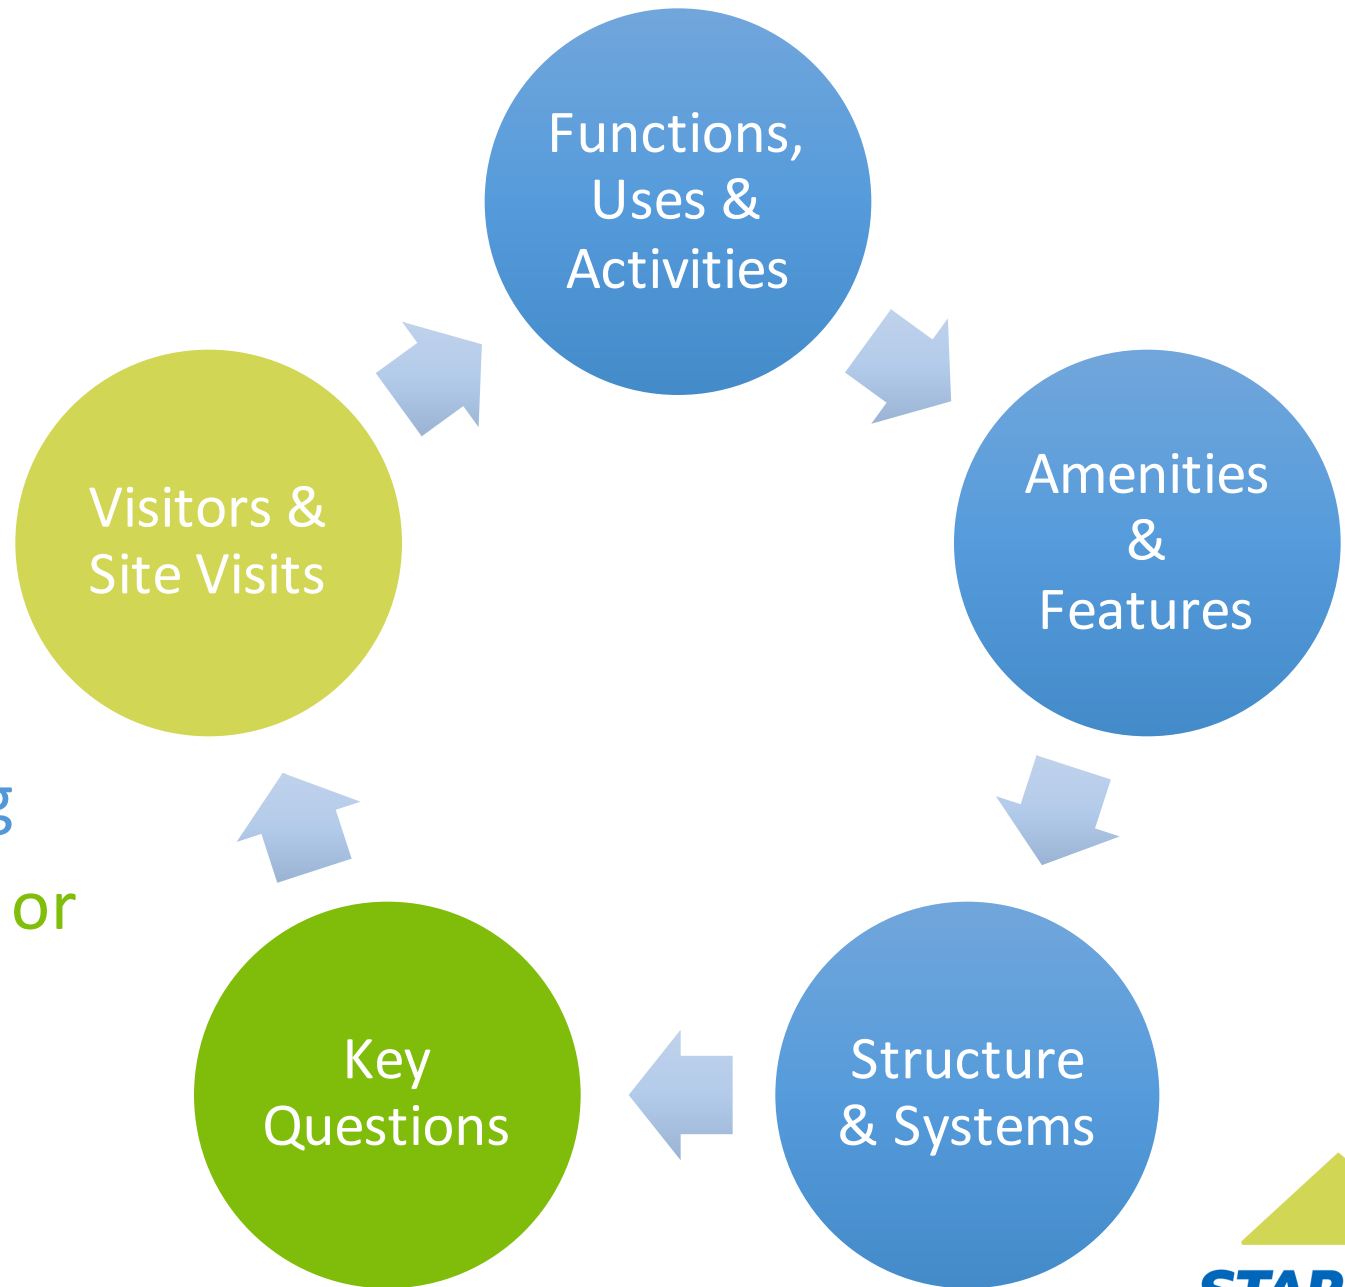 Functions,
Uses &
Activities
Amenities
&
Features
Structure
& Systems
Key
Questions
Visitors &
Site Visits
or